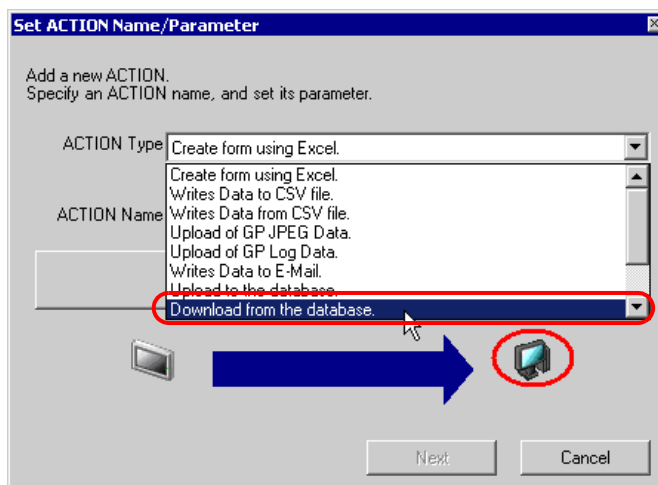 Set ACTION Name/Parameter
Add a new ACTION.
Specify an ACTION name, and set its parameter.
ACTION Type
Create form using Excel.
Create form using Excel.
Writes Data to CSV file.
ACTION Name
Writes Data from CSV file.
Upload of GP JPEG Data.
Upload of GP Log Data.
Writes Data to E-Mail.
Upload to the database.
Download from the database.
Next
Cancel